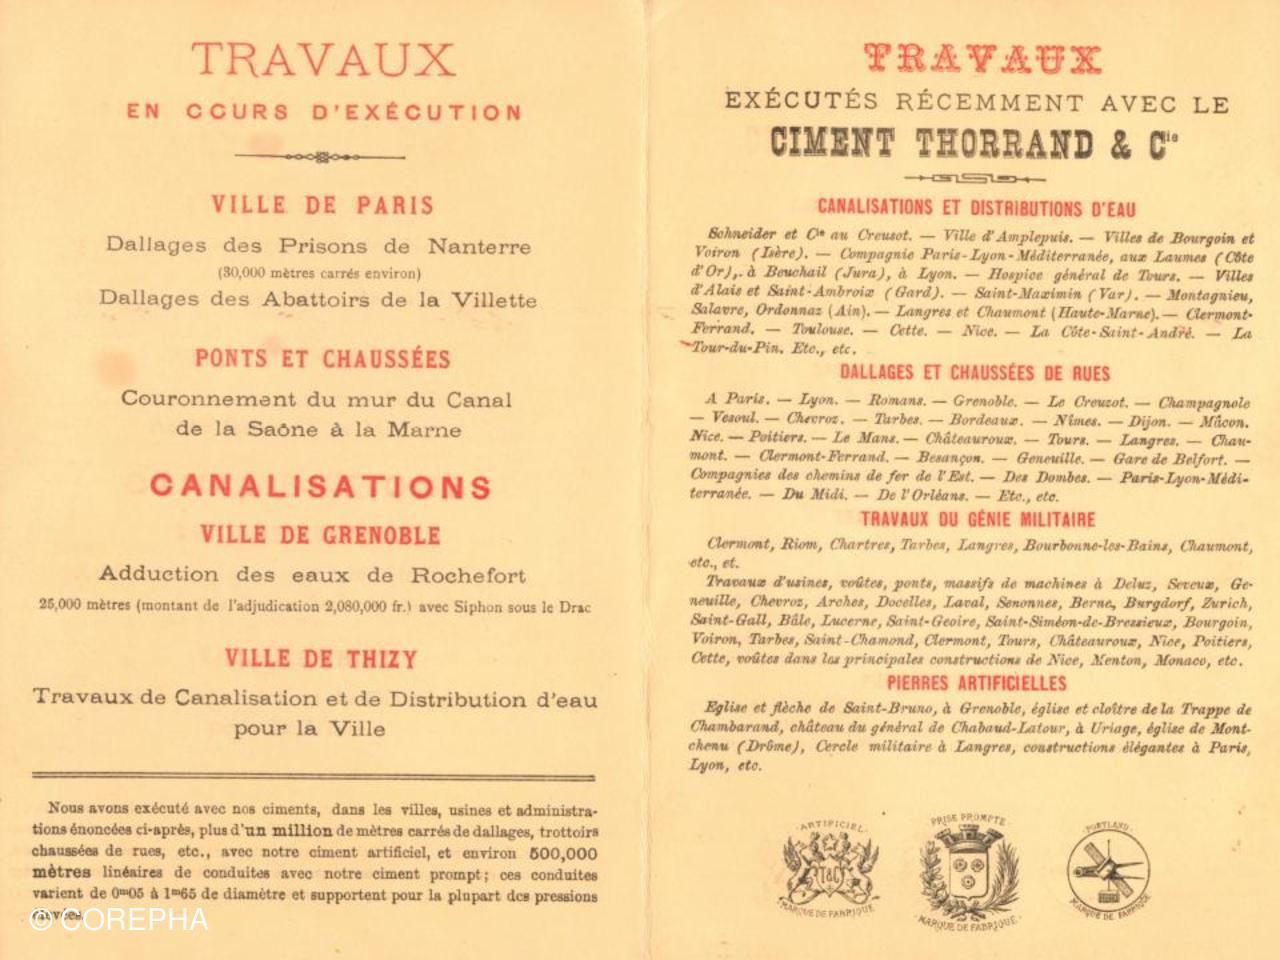 TRAVAUX
EN COURS D'EXÉCUTION
VILLE DE PARIS
Dallages des Prisons de Nanterre
(30,000 mètres carrés environ)
Dallages des Abattoirs de la Villette
PONTS ET CHAUSSÉES
Couronnement du mur du Canal
de la Saône à la Marne
CANALISATIONS
VILLE DE GRENOBLE
Adduction des eaux de Rochefort
25,000 mètres (montant de l'adjudication 2,080,000 fr.) avec Siphon sous le Drac
VILLE DE THIZY
Travaux de Canalisation et de Distribution d'eau
pour la Ville
Nous avons exécuté avec nos ciments, dans les villes, usines et administra-
tions énoncées ci-après, plus d'un million de mètres carrés de dallages, trottoirs
chaussées de rues, etc., avec notre ciment artificiel, et environ 500,000
mètres linéaires de conduites avec notre ciment prompt; ces conduites
varient de 0m05 à 1m65 de diamètre et supportent pour la plupart des pressions
élevées.
© COREPHA
TRAVAUX
EXÉCUTÉS RÉCEMMENT AVEC LE
CIMENT THORRAND & Cie
CANALISATIONS ET DISTRIBUTIONS D'EAU
Schneider et Cie au Creusot. — Ville d'Amplepuis. — Villes de Bourgoin et
Voiron (Isère). — Compagnie Paris-Lyon-Méditerranée, aux Laumes (Côte
d'Or), à Beuchail (Jura), à Lyon. — Hospice général de Tours. — Villes
d'Alais et Saint-Ambroix (Gard). — Saint-Maximin (Var). — Montagnieu,
Salavre, Ordonnaz (Ain). — Langres et Chaumont (Haute-Marne). — Clermont-
Ferrand. — Toulouse. — Cette. — Nice. — La Côte-Saint-André. — La
Tour-du-Pin. Etc., etc.
DALLAGES ET CHAUSSÉES DE RUES
A Paris. — Lyon. — Romans. — Grenoble. — Le Creuzot. — Champagnole
— Vesoul. — Chevroz. — Tarbes. — Bordeaux. — Nîmes. — Dijon. — Mâcon.
Nice. — Poitiers. — Le Mans. — Châteauroux. — Tours. — Langres. — Chau-
mont. — Clermont-Ferrand. — Besançon. — Geneuille. — Gare de Belfort. —
Compagnies des chemins de fer de l'Est. — Des Dombes. — Paris-Lyon-Médi-
terranée. — Du Midi. — De l'Orléans. — Etc., etc.
TRAVAUX DU GÉNIE MILITAIRE
Clermont, Riom, Chartres, Tarbes, Langres, Bourbonne-les-Bains, Chaumont,
etc., et.
Travaux d'usines, voûtes, ponts, massifs de machines à Deluz, Seveux, Ge-
neuille, Chevroz, Arches, Docelles, Laval, Senonnes, Berne, Burgdorf, Zurich,
Saint-Gall, Bâle, Lucerne, Saint-Geoire, Saint-Siméon-de-Bressieux, Bourgoin,
Voiron, Tarbes, Saint-Chamond, Clermont, Tours, Châteauroux, Nice, Poitiers,
Cette, voûtes dans les principales constructions de Nice, Menton, Monaco, etc.
PIERRES ARTIFICIELLES
Eglise et flèche de Saint-Bruno, à Grenoble, église et cloître de la Trappe de
Chambarand, château du général de Chabaud-Latour, à Uriage, église de Mont-
chenu (Drôme), Cercle militaire à Langres, constructions élégantes à Paris,
Lyon, etc.
ARTIFICIEL
T&C
MARQUE DE FABRIQUE
PRISE PROMPTE
MARQUE DE FABRIQUE
PORTLAND
MARQUE DE FABRIQUE